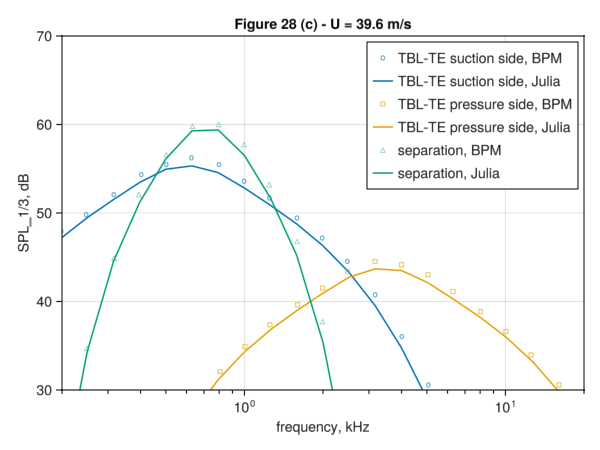 Figure 28 (c) - U = 39.6 m/s
70
60
50
40
30
SPL_1/3, dB
TBL-TE suction side, BPM
TBL-TE suction side, Julia
TBL-TE pressure side, BPM
TBL-TE pressure side, Julia
separation, BPM
separation, Julia
10⁰
10¹
frequency, kHz